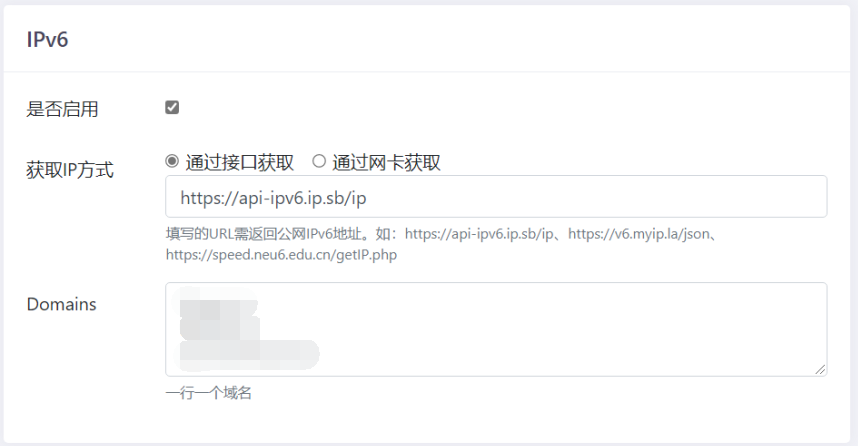 IPv6
是否启用
获取IP方式
通过接口获取 通过网卡获取
https://api-ipv6.ip.sb/ip
填写的URL需返回公网IPv6地址。如：https://api-ipv6.ip.sb/ip、https://v6.myip.la/json、
https://speed.neu6.edu.cn/getIP.php
Domains
一行一个域名